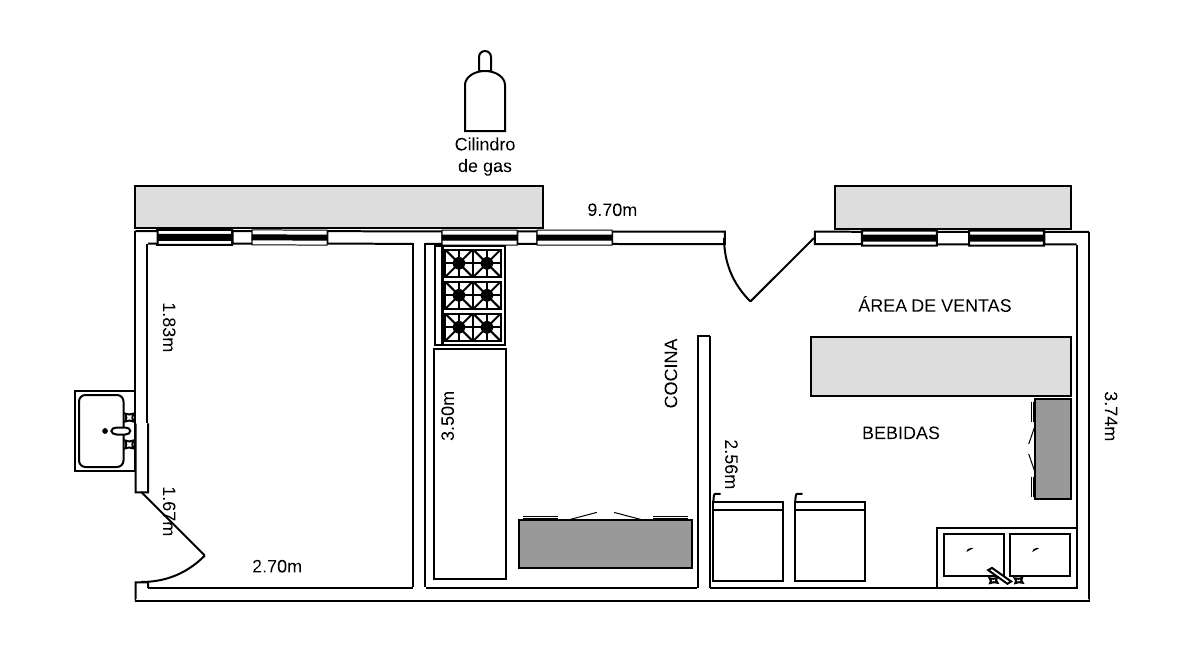 Cilindro
de gas
9.70m
1.83m
ÁREA DE VENTAS
COCINA
3.50m
3.74m
BEBIDAS
2.56m
1.67m
2.70m